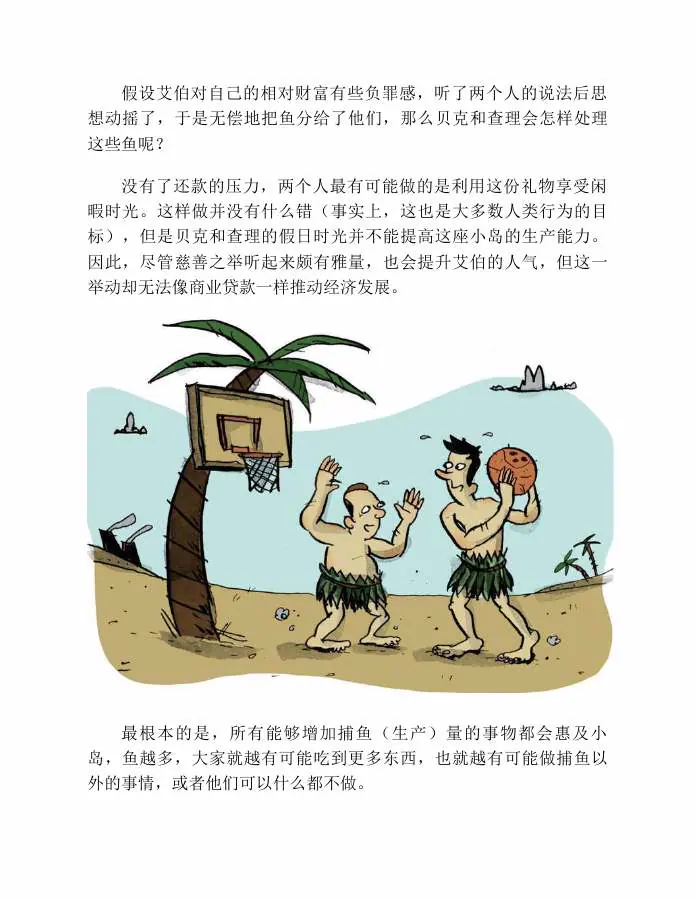 假设艾伯对自己的相对财富有些负罪感，听了两个人的说法后思
想动摇了，于是无偿地把鱼分给了他们，那么贝克和查理会怎样处理
这些鱼呢？
没有了还款的压力，两个人最有可能做的是利用这份礼物享受闲
暇时光。这样做并没有什么错（事实上，这也是大多数人类行为的目
标），但是贝克和查理的假日时光并不能提高这座小岛的生产能力。
因此，尽管慈善之举听起来颇有雅量，也会提升艾伯的人气，但这一
举动却无法像商业贷款一样推动经济发展。
最根本的是，所有能够增加捕鱼（生产）量的事物都会惠及小
岛，鱼越多，大家就越有可能吃到更多东西，也就越有可能做捕鱼以
外的事情，或者他们可以什么都不做。